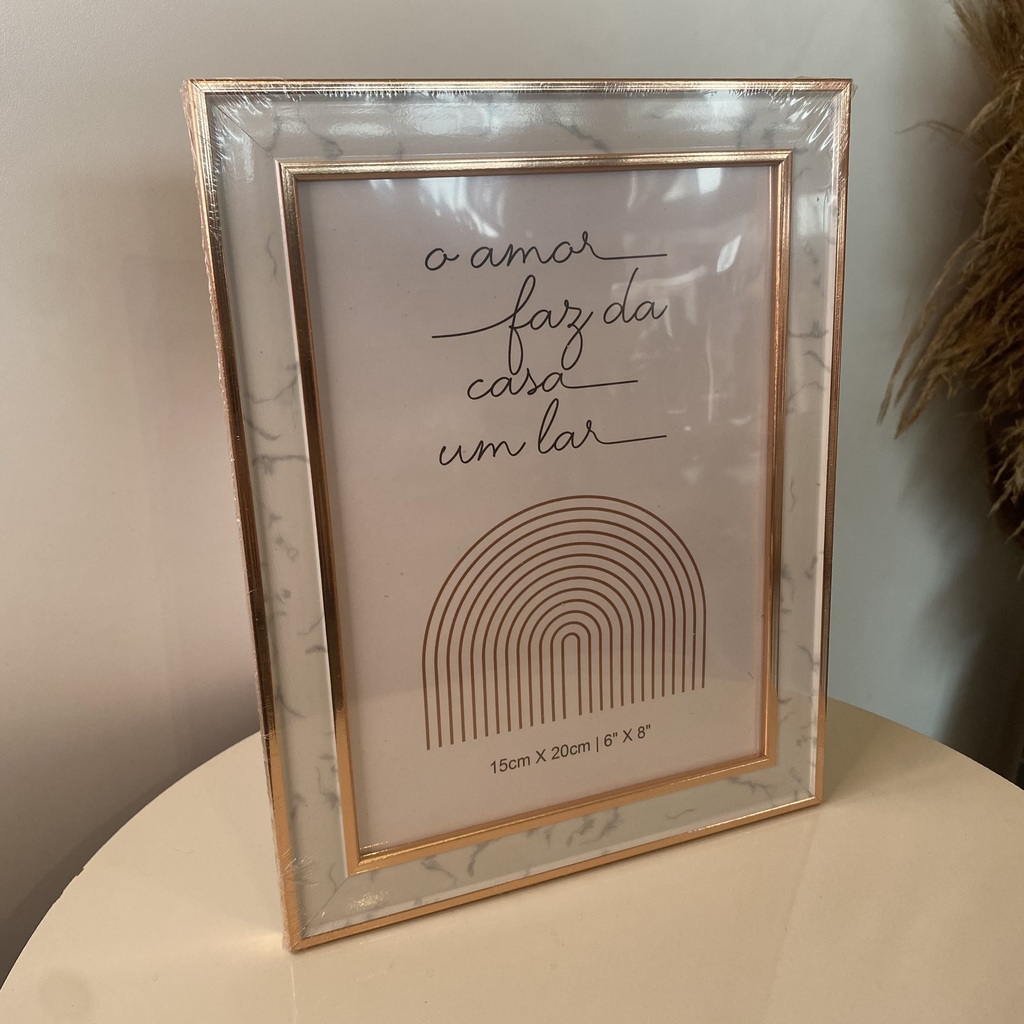 o amor
faz da
casa
um lar
15cm X 20cm | 6" X 8"